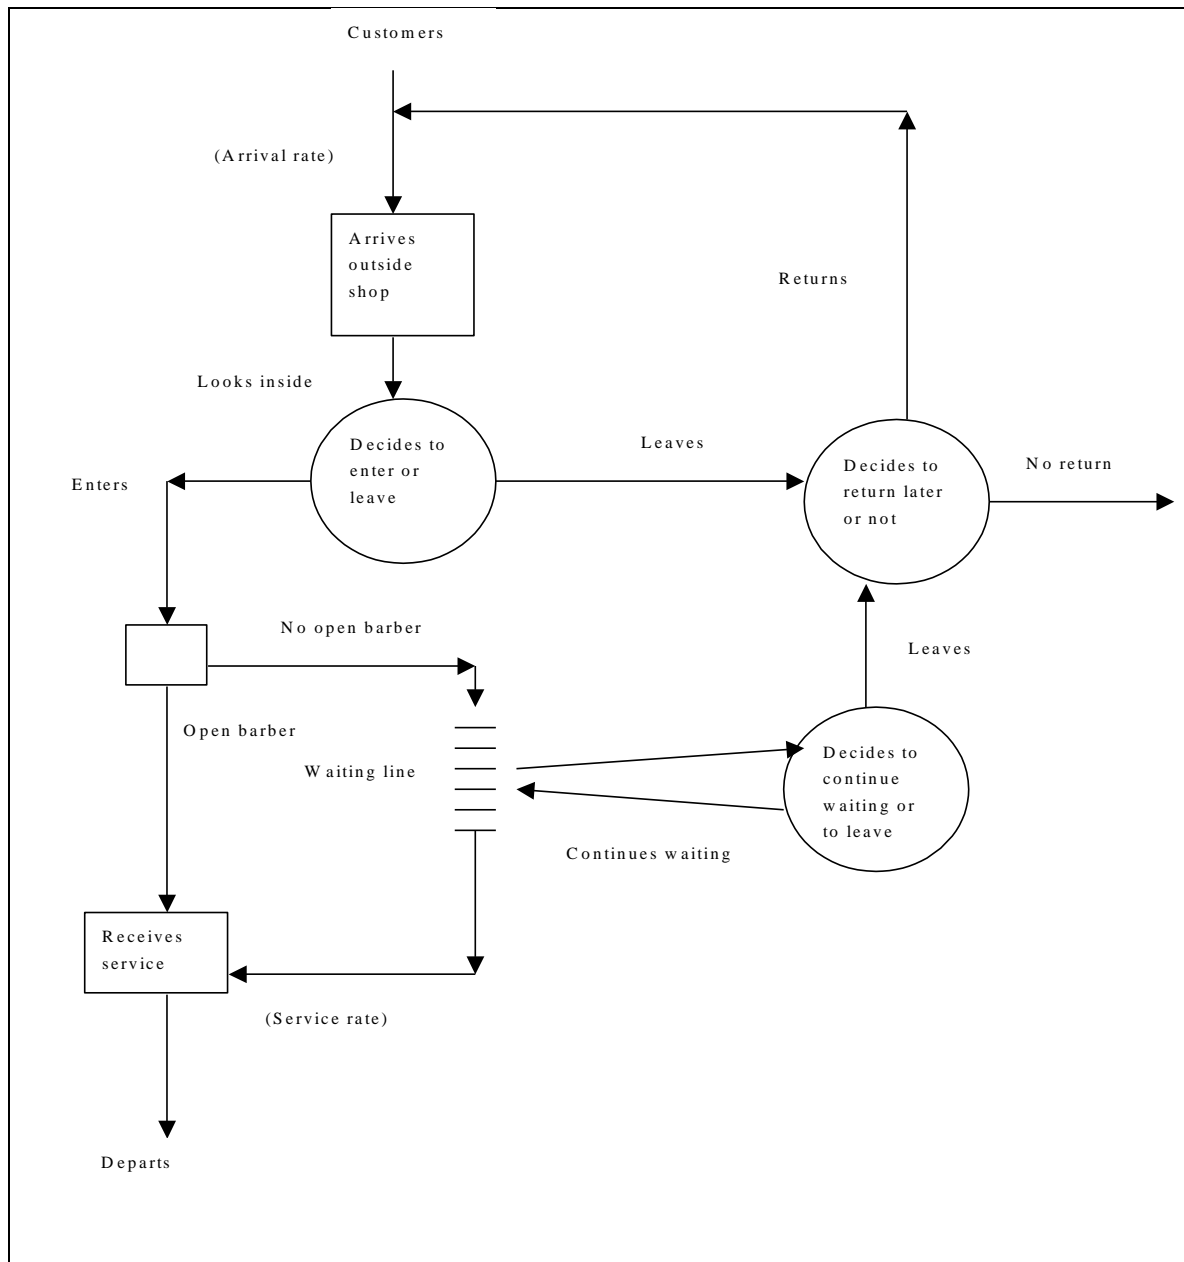 Customers
(Arrival rate)
Arrives
outside
shop
Returns
Looks inside
Decides to
enter or
leave
Leaves
Decides to
return later
or not
No return
Enters
No open barber
Leaves
Open barber
Waiting line
Decides to
continue
waiting or
to leave
Continues waiting
Receives
service
(Service rate)
Departs